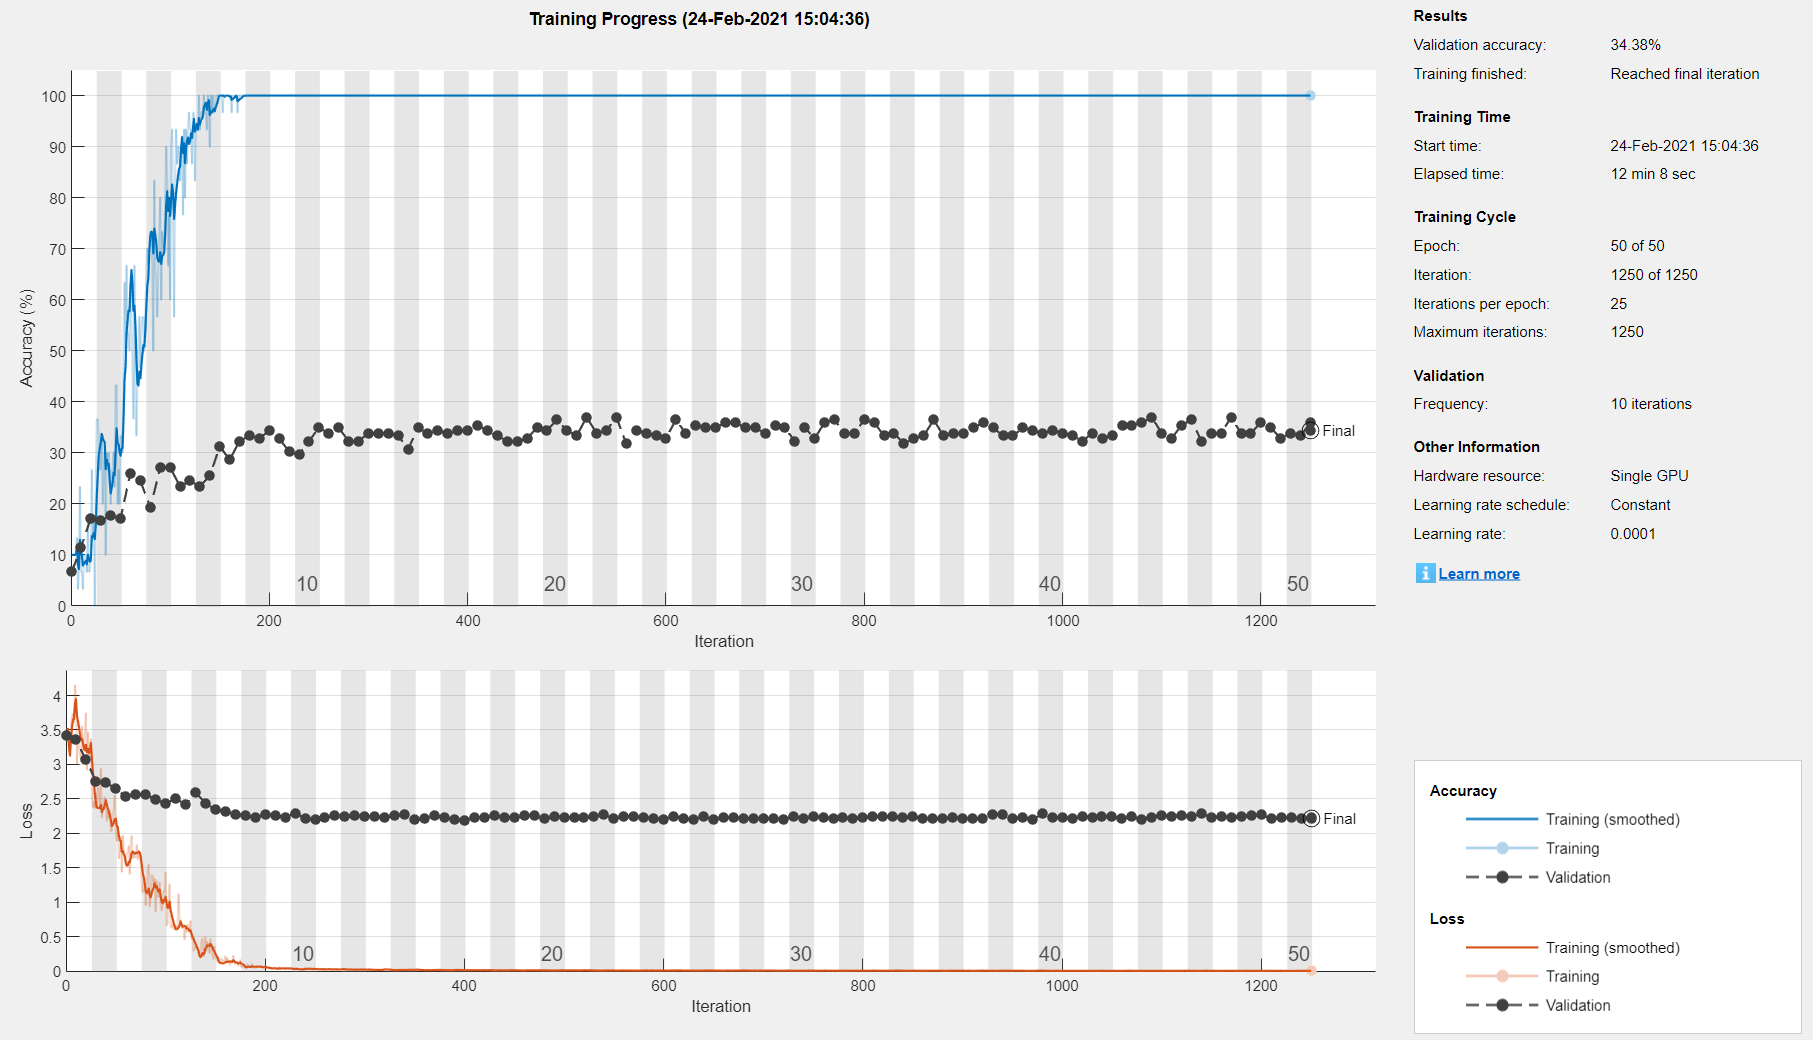 Training Progress (24-Feb-2021 15:04:36)
Accuracy (%)
100
90
80
70
60
50
40
30
20
10
0
10 20 30 40 50
Final
0 200 400 600 800 1000 1200
Iteration
Loss
4
3.5
3
2.5
2
1.5
1
0.5
0
10 20 30 40 50
Final
0 200 400 600 800 1000 1200
Iteration
Results
Validation accuracy: 34.38%
Training finished: Reached final iteration
Training Time
Start time: 24-Feb-2021 15:04:36
Elapsed time: 12 min 8 sec
Training Cycle
Epoch: 50 of 50
Iteration: 1250 of 1250
Iterations per epoch: 25
Maximum iterations: 1250
Validation
Frequency: 10 iterations
Other Information
Hardware resource: Single GPU
Learning rate schedule: Constant
Learning rate: 0.0001
i Learn more
Accuracy
Training (smoothed)
Training
Validation
Loss
Training (smoothed)
Training
Validation